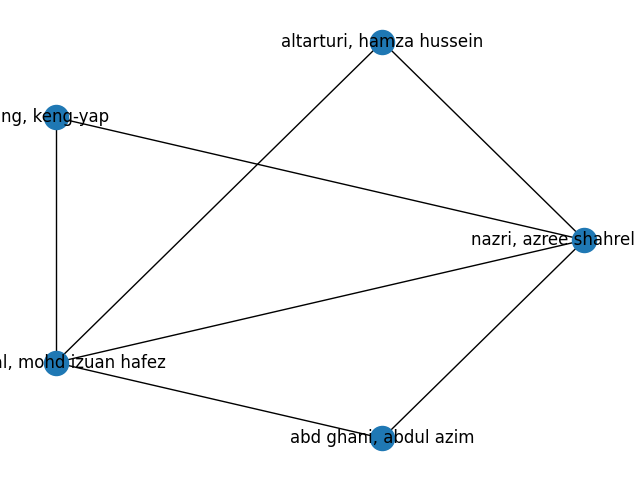 altarturi, hamza hussein
ng, keng-yap
nazri, azree shahrel
l, mohd izuan hafez
abd ghani, abdul azim